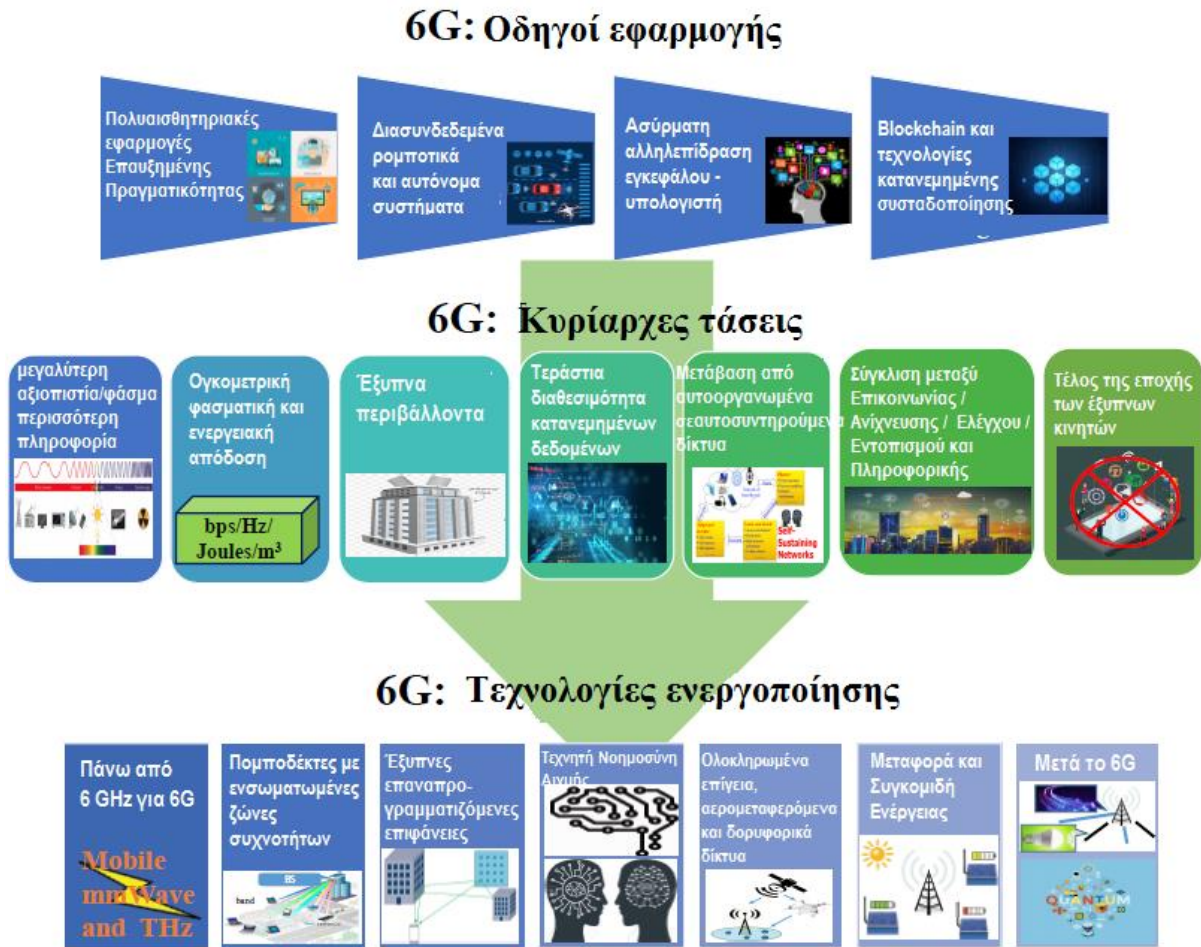 6G: Οδηγοί εφαρμογής
Πολυαισθητηριακές
εφαρμογές
Επαυξημένης
Πραγματικότητας
Διασυνδεδεμένα
ρομποτικά
και αυτόνομα
συστήματα
Ασύρματη
αλληλεπίδραση
εγκεφάλου -
υπολογιστή
Blockchain και
τεχνολογίες
κατανεμημένης
συσταδοποίησης
6G: Κυρίαρχες τάσεις
μεγαλύτερη
αξιοπιστία/φάσμα
περισσότερη
πληροφορία
Ογκομετρική
φασματική και
ενεργειακή
απόδοση
bps/Hz/
Joules/m³
Έξυπνα
περιβάλλοντα
Τεράστια
διαθεσιμότητα
κατανεμημένων
δεδομένων
Μετάβαση από
αυτοοργανωμένα
σεαυτοσυντηρούμενα
δίκτυα
Self-
Sustaining
Networks
Σύγκλιση μεταξύ
Επικοινωνίας /
Ανίχνευσης / Ελέγχου /
Εντοπισμού και
Πληροφορικής
Τέλος της εποχής
των έξυπνων
κινητών
6G: Τεχνολογίες ενεργοποίησης
Πάνω από
6 GHz για 6G
Mobile
mmWave
and THz
Πομποδέκτες με
ενσωματωμένες
ζώνες
συχνοτήτων
BS
band
Έξυπνες
επαναπρο-
γραμματιζόμενες
επιφάνειες
Τεχνητή Νοημοσύνη
Αιχμής
Ολοκληρωμένα
επίγεια,
αερομεταφερόμενα
και δορυφορικά
δίκτυα
Μεταφορά και
Συγκομιδή
Ενέργειας
Μετά το 6G
QUANTUM